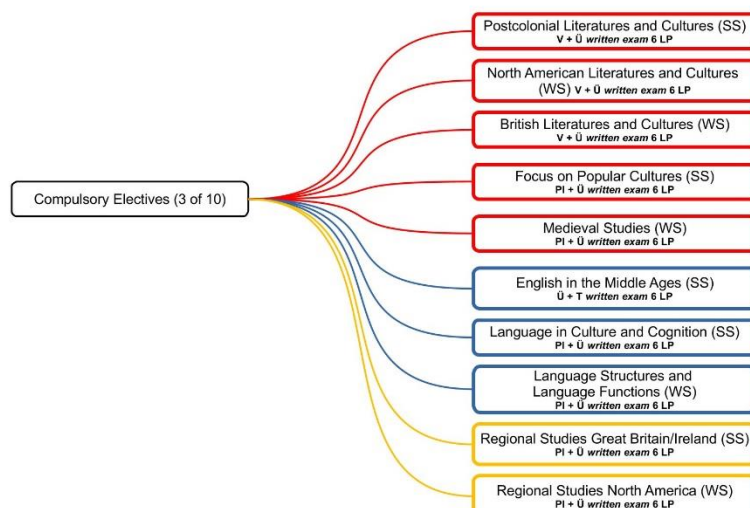 Compulsory Electives (3 of 10)
Postcolonial Literatures and Cultures (SS)
V + Ü written exam 6 LP
North American Literatures and Cultures
(WS) V + Ü written exam 6 LP
British Literatures and Cultures (WS)
V + Ü written exam 6 LP
Focus on Popular Cultures (SS)
PI + Ü written exam 6 LP
Medieval Studies (WS)
PI + Ü written exam 6 LP
English in the Middle Ages (SS)
Ü + T written exam 6 LP
Language in Culture and Cognition (SS)
PI + Ü written exam 6 LP
Language Structures and
Language Functions (WS)
PI + Ü written exam 6 LP
Regional Studies Great Britain/Ireland (SS)
PI + Ü written exam 6 LP
Regional Studies North America (WS)
PI + Ü written exam 6 LP